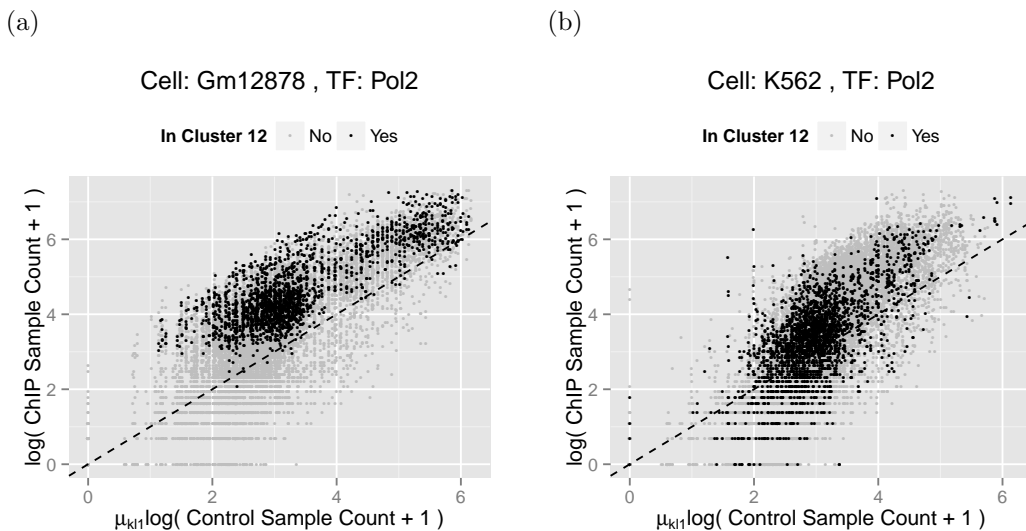 (a)
Cell: Gm12878 , TF: Pol2
In Cluster 12 No Yes
log( ChIP Sample Count + 1 )
6
4
2
0
0 2 4 6
μkl1log( Control Sample Count + 1 )
(b)
Cell: K562 , TF: Pol2
In Cluster 12 No Yes
log( ChIP Sample Count + 1 )
6
4
2
0
0 2 4 6
μkl1log( Control Sample Count + 1 )